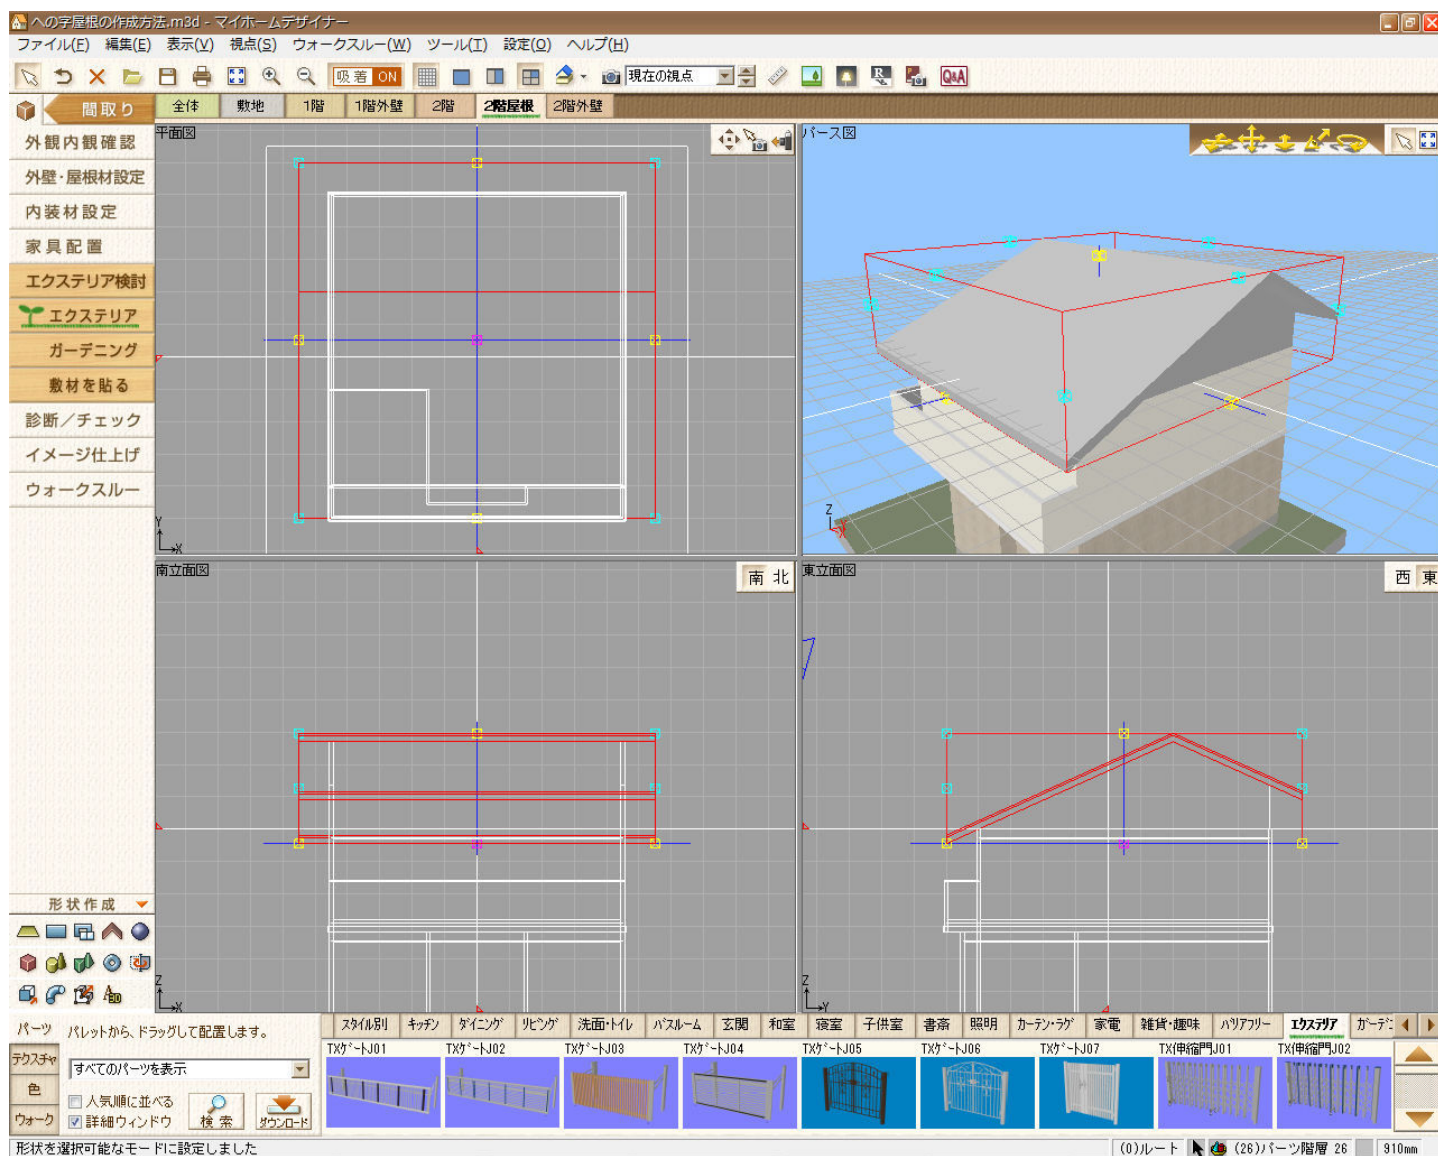 への字屋根の作成方法.m3d - マイホームデザイナー
ファイル(F) 編集(E) 表示(V) 視点(S) ウォークスルー(W) ツール(T) 設定(O) ヘルプ(H)
吸着 ON 現在の視点 Q&A
間取り 全体 敷地 1階 1階外壁 2階 2階屋根 2階外壁
外観内観確認
外壁・屋根材設定
内装材設定
家具配置
エクステリア検討
エクステリア
ガーデニング
敷材を貼る
診断/チェック
イメージ仕上げ
ウォークスルー
平面図
Y
X
パース図
Z
Y
南立面図
南 北
Z
X
東立面図
西 東
Z
Y
形状作成
パーツ
テクスチャ
色
ウォーク
パレットから、ドラッグして配置します。
すべてのパーツを表示
人気順に並べる
詳細ウィンドウ
検索
ダウンロード
スタイル別 キッチン ダイニング リビング 洗面・トイレ バスルーム 玄関 和室 寝室 子供室 書斎 照明 カーテン・ラグ 家電 雑貨・趣味 バリアフリー エクステリア ガーデニ
TXゲートJ01 TXゲートJ02 TXゲートJ03 TXゲートJ04 TXゲートJ05 TXゲートJ06 TXゲートJ07 TX伸縮門J01 TX伸縮門J02
形状を選択可能なモードに設定しました
(0)ルート (26)パーツ階層 26 910mm